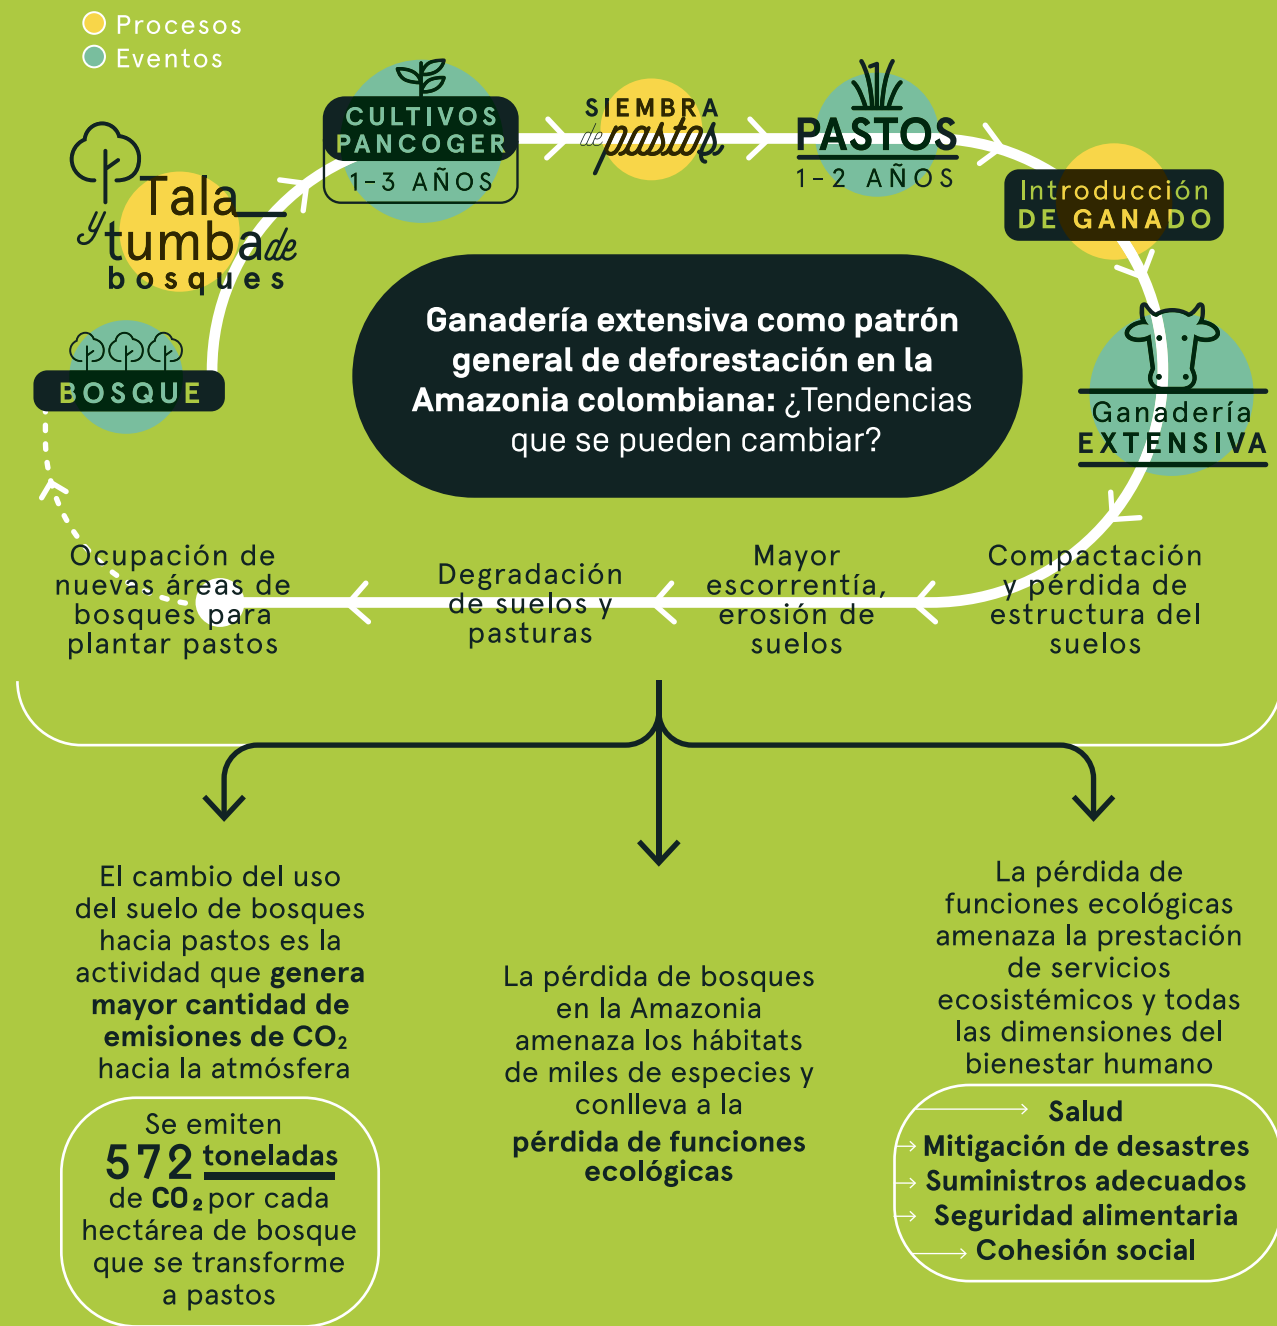 Procesos
Eventos
BOSQUE
Tala
y tumba de
bosques
CULTIVOS
PANCOGER
1-3 AÑOS
SIEMBRA
de pastos
PASTOS
1-2 AÑOS
Introducción
DE GANADO
Ganadería
EXTENSIVA
Ganadería extensiva como patrón
general de deforestación en la
Amazonia colombiana: ¿Tendencias
que se pueden cambiar?
Compactación
y pérdida de
estructura del
suelos
Mayor
escorrentía,
erosión de
suelos
Degradación
de suelos y
pasturas
Ocupación de
nuevas áreas de
bosques para
plantar pastos
El cambio del uso
del suelo de bosques
hacia pastos es la
actividad que genera
mayor cantidad de
emisiones de CO₂
hacia la atmósfera
Se emiten
572 toneladas
de CO₂ por cada
hectárea de bosque
que se transforme
a pastos
La pérdida de bosques
en la Amazonia
amenaza los hábitats
de miles de especies y
conlleva a la
pérdida de funciones
ecológicas
La pérdida de
funciones ecológicas
amenaza la prestación
de servicios
ecosistémicos y todas
las dimensiones del
bienestar humano
Salud
Mitigación de desastres
Suministros adecuados
Seguridad alimentaria
Cohesión social